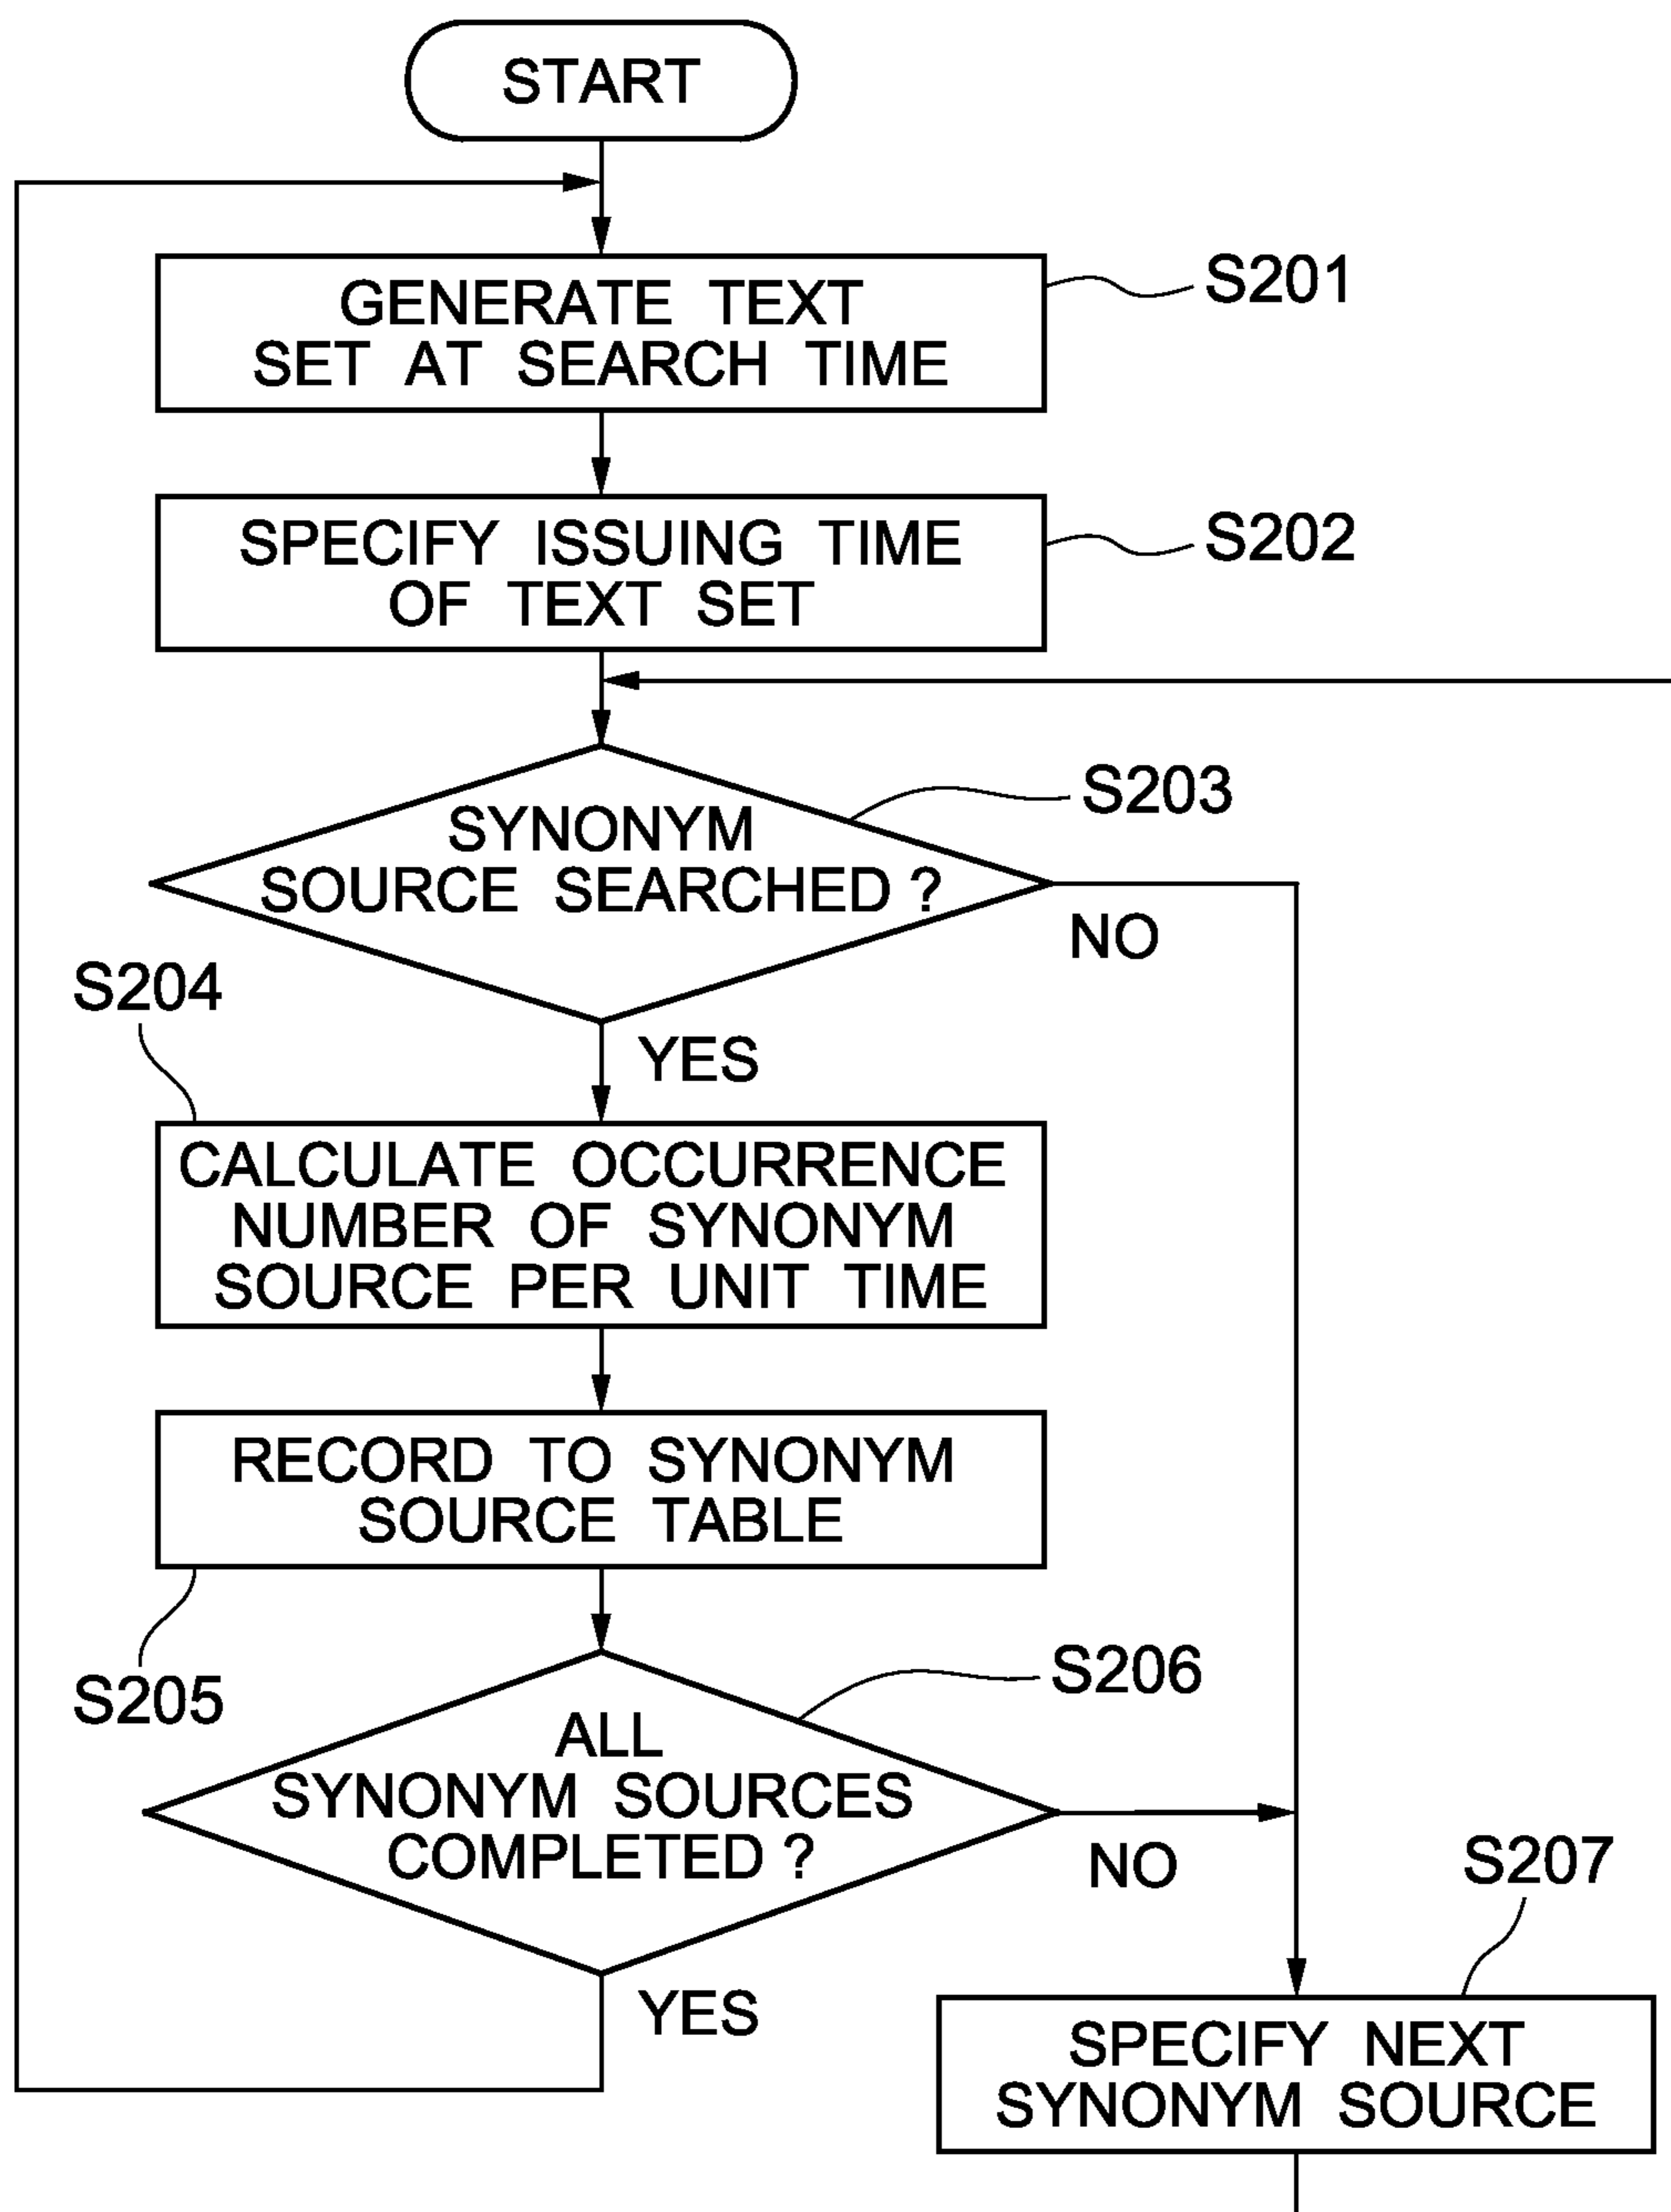 START
GENERATE TEXT
SET AT SEARCH TIME
S201
SPECIFY ISSUING TIME
OF TEXT SET
S202
SYNONYM
SOURCE SEARCHED ?
S203
NO
YES
S204
CALCULATE OCCURRENCE
NUMBER OF SYNONYM
SOURCE PER UNIT TIME
RECORD TO SYNONYM
SOURCE TABLE
S205
ALL
SYNONYM SOURCES
COMPLETED ?
S206
NO
YES
S207
SPECIFY NEXT
SYNONYM SOURCE